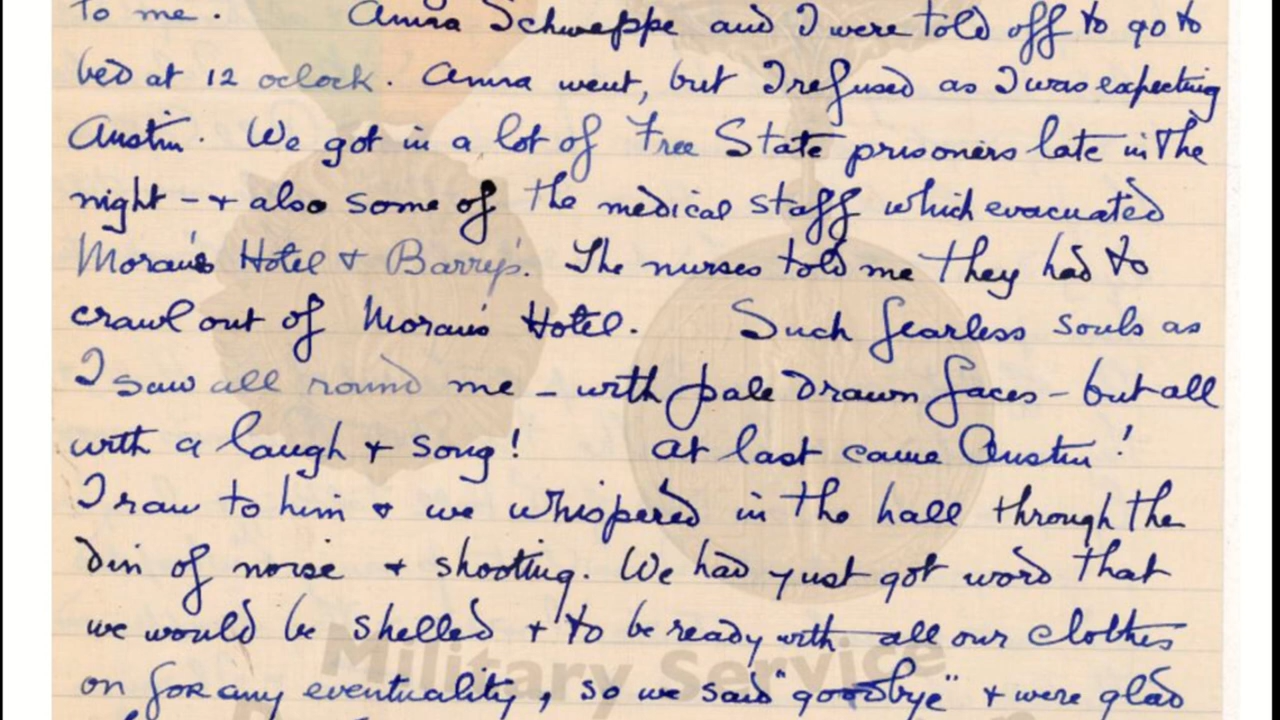 to me. Anna Schweppe and I were told off to go to
bed at 12 oclock. Anna went, but I refused as I was expecting
Austin. We got in a lot of Free State prisoners late in the
night - & also some of the medical staff which evacuated
Moran's Hotel & Barry's. The nurses told me they had to
crawl out of Moran's Hotel. Such fearless souls as
I saw all round me - with pale drawn faces - but all
with a laugh & song! At last came Austin!
I ran to him & we whispered in the hall through the
din of noise & shooting. We had just got word that
we would be shelled & to be ready with all our clothes
on for any eventuality, so we said "goodbye" & were glad
Military Service